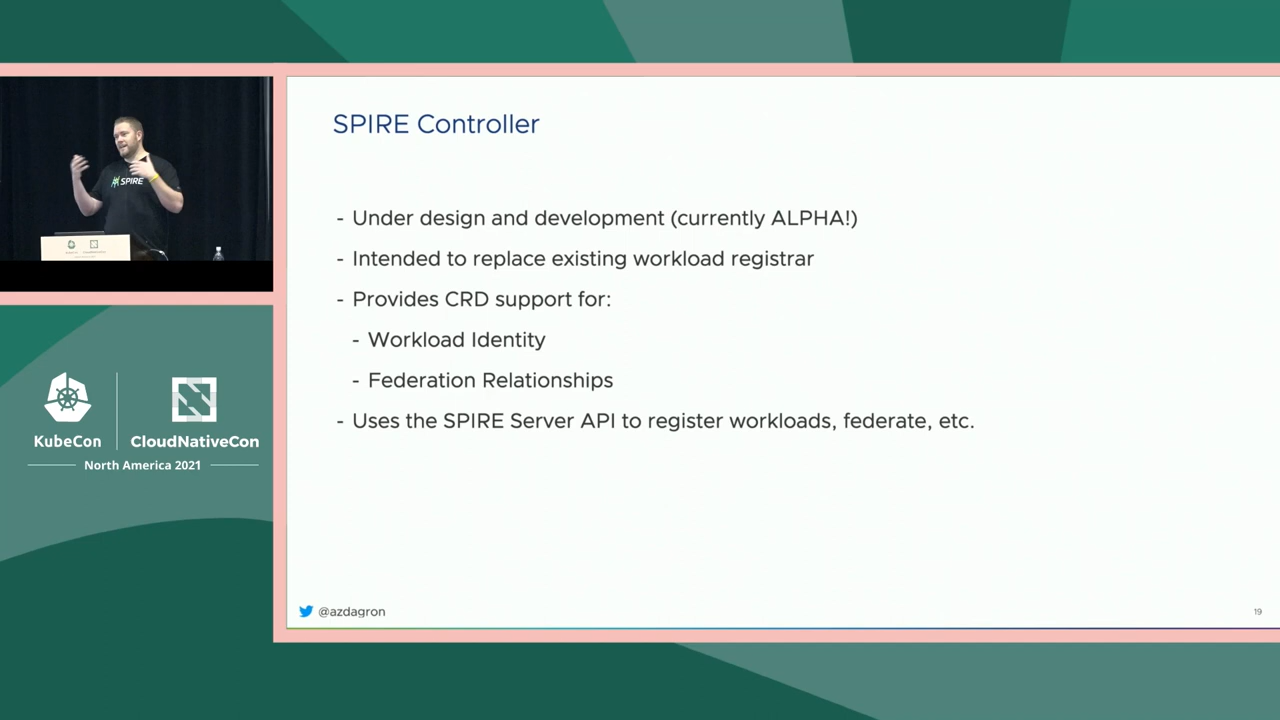 SPIRE Controller
SPIRE
- Under design and development (currently ALPHA!)
- Intended to replace existing workload registrar
- Provides CRD support for:
- Workload Identity
- Federation Relationships
- Uses the SPIRE Server API to register workloads, federate, etc.
KubeCon
CloudNativeCon
North America 2021
@azdagron
19